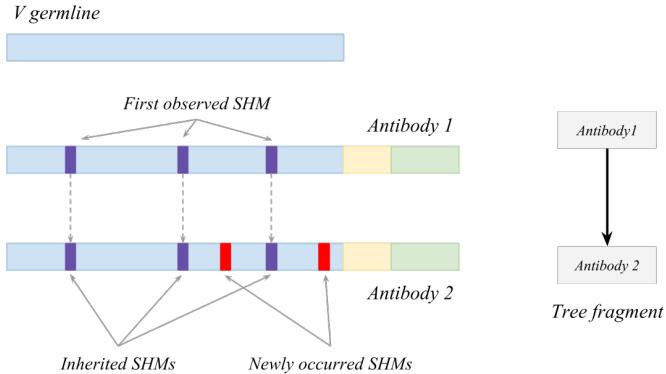 V germline
First observed SHM
Antibody 1
Antibody1
Antibody 2
Antibody 2
Tree fragment
Inherited SHMs
Newly occurred SHMs